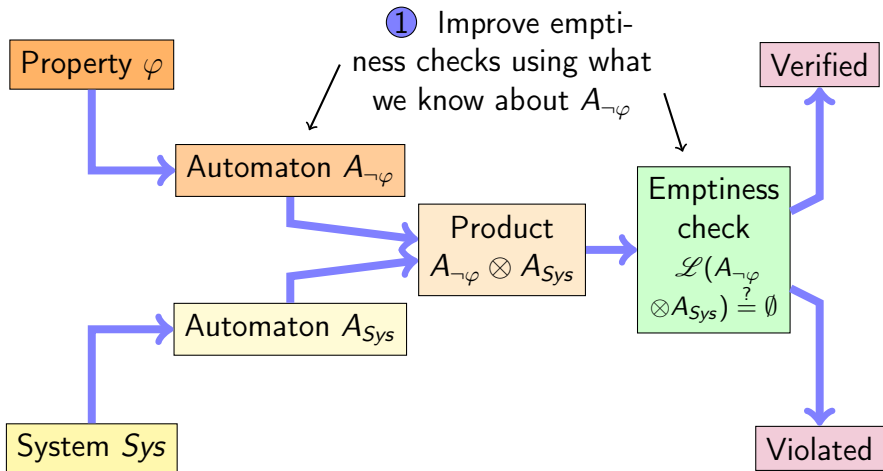 1 Improve empti-
ness checks using what
we know about A¬φ
Property φ
Verified
Automaton A¬φ
Emptiness
check
ℒ(A¬φ
⊗ASys) ≟ ∅
Product
A¬φ ⊗ ASys
Automaton ASys
System Sys
Violated